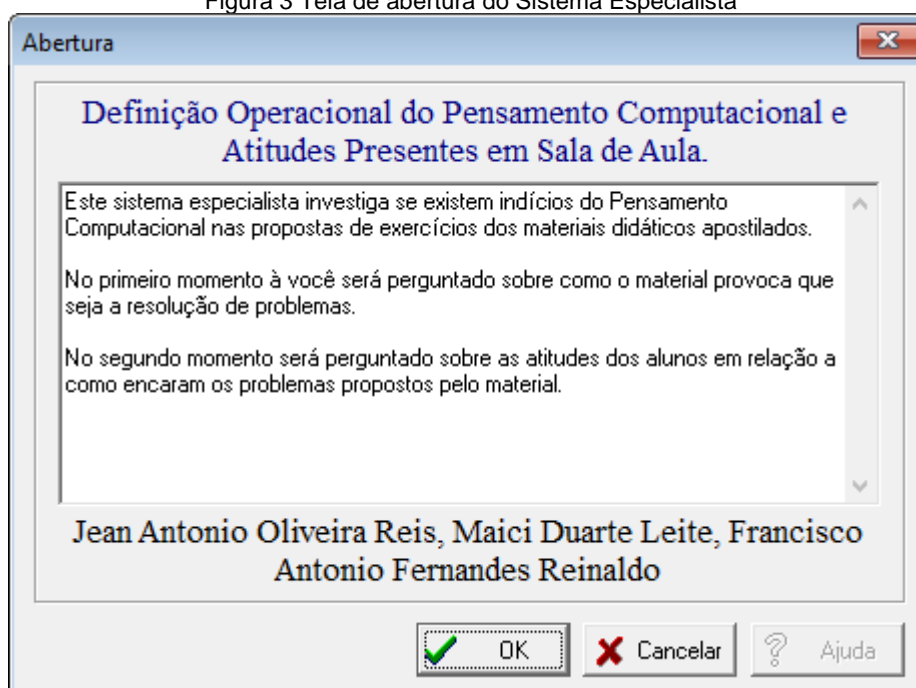 Figura 3 Tela de abertura do Sistema Especialista
Abertura
Definição Operacional do Pensamento Computacional e
Atitudes Presentes em Sala de Aula.
Este sistema especialista investiga se existem indícios do Pensamento
Computacional nas propostas de exercícios dos materiais didáticos apostilados.
No primeiro momento à você será perguntado sobre como o material provoca que
seja a resolução de problemas.
No segundo momento será perguntado sobre as atitudes dos alunos em relação a
como encaram os problemas propostos pelo material.
Jean Antonio Oliveira Reis, Maici Duarte Leite, Francisco
Antonio Fernandes Reinaldo
OK Cancelar Ajuda